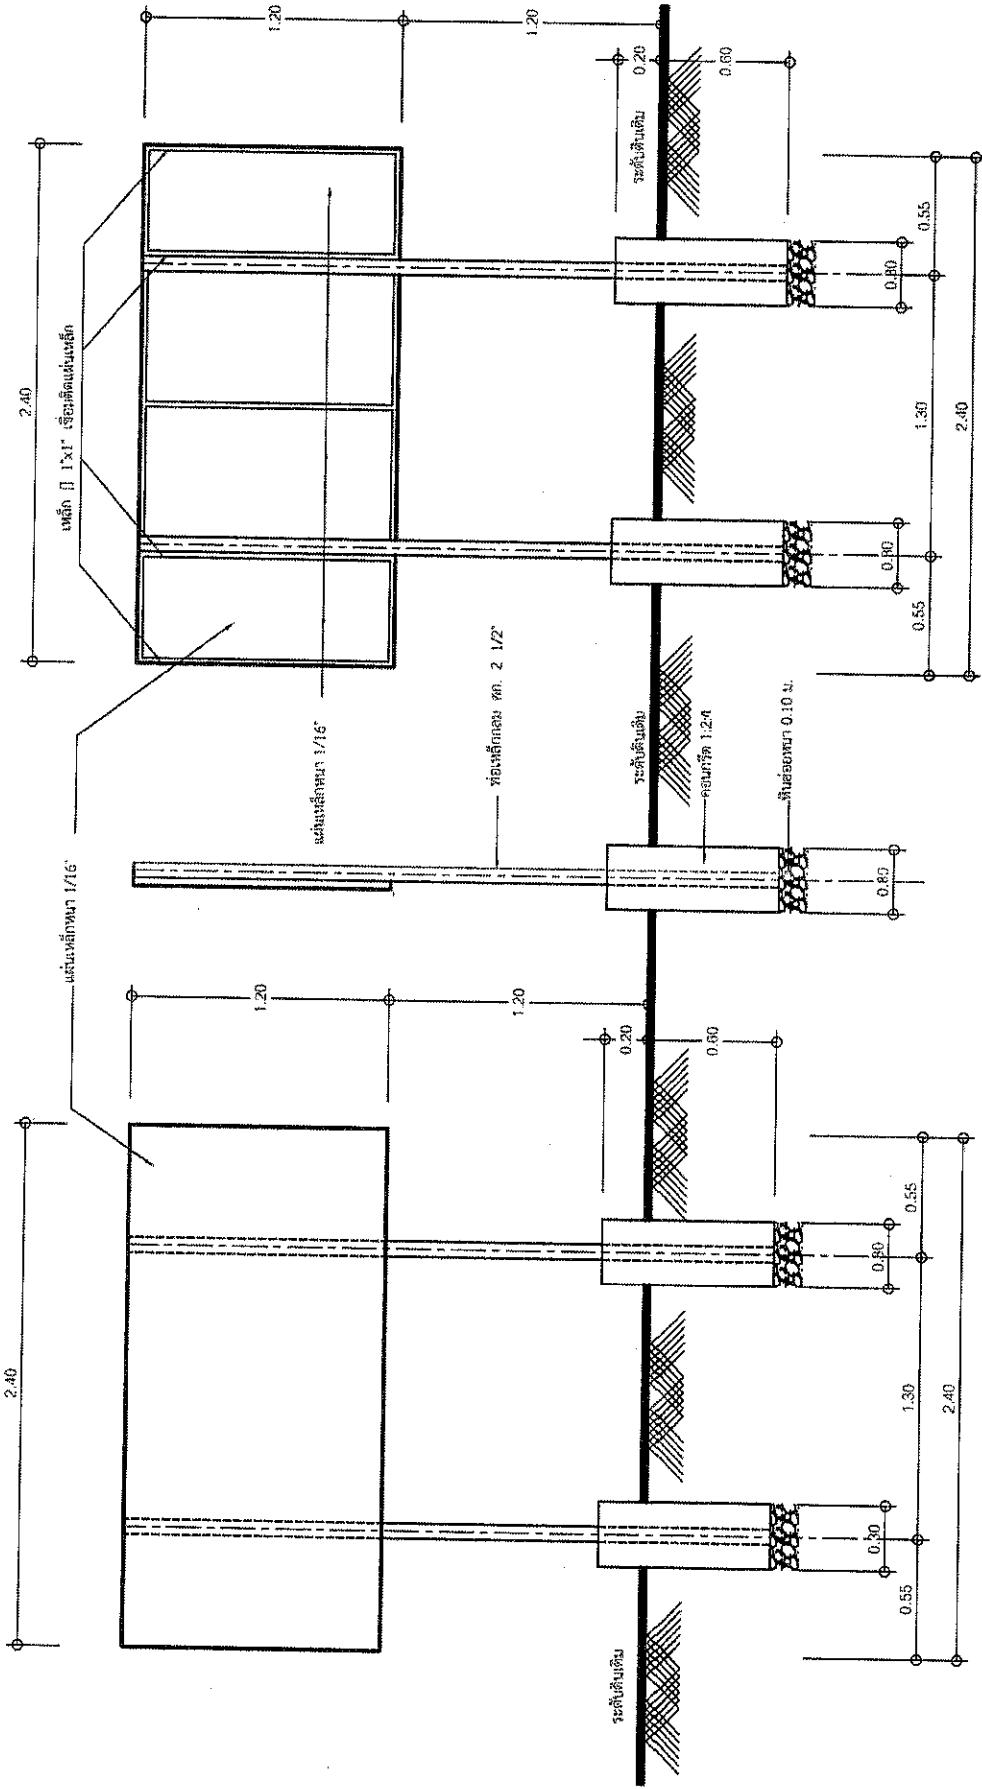 2.40
2.40
เหล็ก [] 1"x1" เชื่อมติดแผ่นเหล็ก
แผ่นเหล็กหนา 1/16"
1.20
1.20
แผ่นเหล็กหนา 1/16"
ท่อเหล็กกลม ศก. 2 1/2"
1.20
1.20
ระดับดินเดิม
0.20
ระดับดินเดิม
ระดับดินเดิม
0.20
0.60
คอนกรีต 1:2:4
0.60
หินย่อยหนา 0.10 ม.
0.30
0.30
0.30
0.30
0.30
0.55
1.30
0.55
0.55
1.30
0.55
2.40
2.40